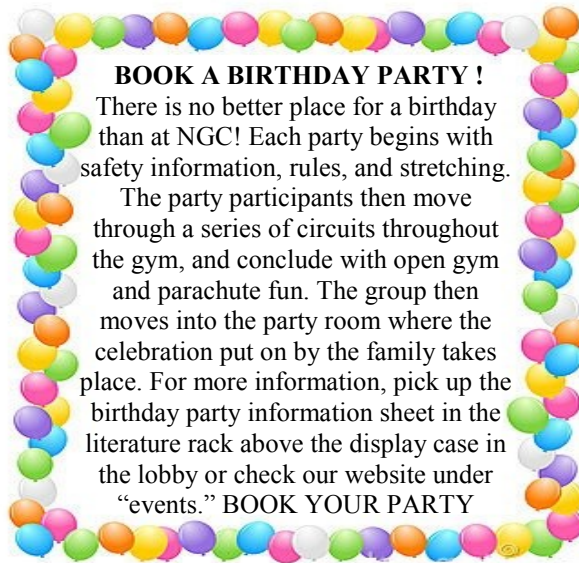 BOOK A BIRTHDAY PARTY !
There is no better place for a birthday
than at NGC! Each party begins with
safety information, rules, and stretching.
The party participants then move
through a series of circuits throughout
the gym, and conclude with open gym
and parachute fun. The group then
moves into the party room where the
celebration put on by the family takes
place. For more information, pick up the
birthday party information sheet in the
literature rack above the display case in
the lobby or check our website under
“events.” BOOK YOUR PARTY